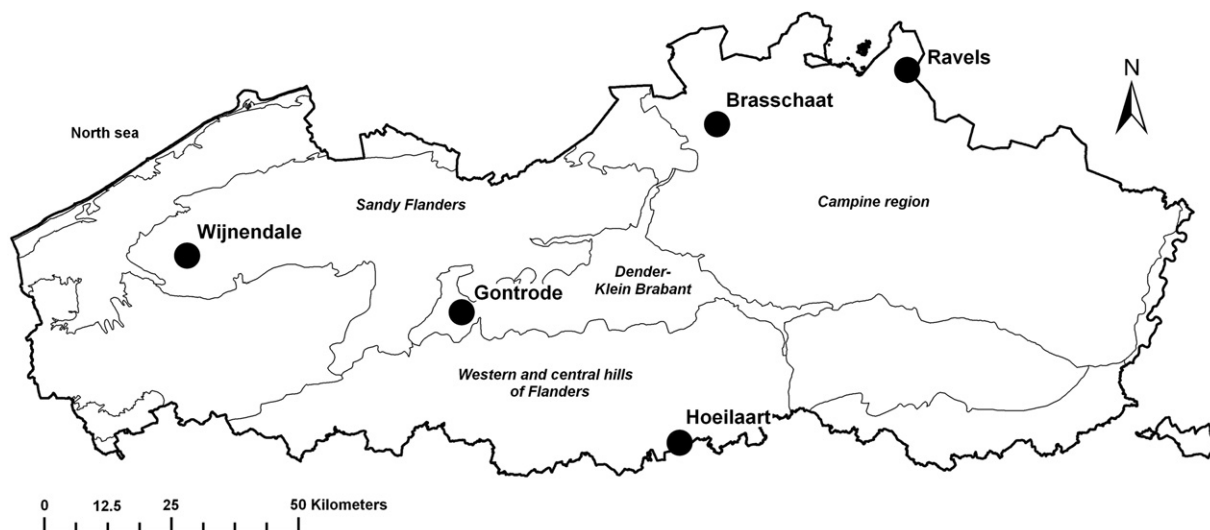 Ravels
N
Brasschaat
North sea
Sandy Flanders
Campine region
Wijnendale
Dender-
Klein Brabant
Gontrode
Western and central hills
of Flanders
Hoeilaart
0 12.5 25 50 Kilometers